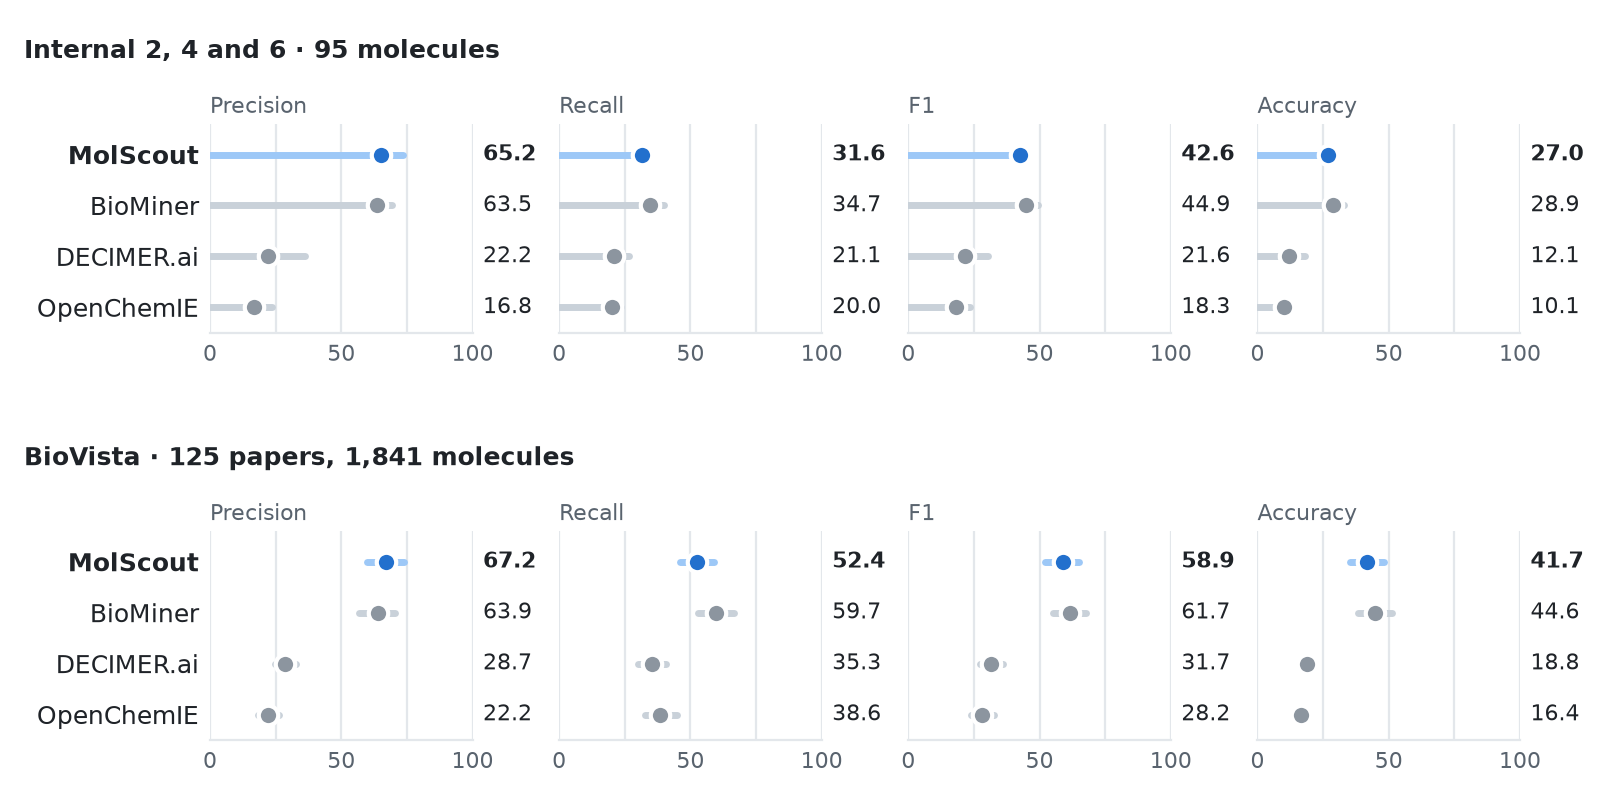 Internal 2, 4 and 6 · 95 molecules
Precision Recall F1 Accuracy
MolScout 65.2 31.6 42.6 27.0
BioMiner 63.5 34.7 44.9 28.9
DECIMER.ai 22.2 21.1 21.6 12.1
OpenChemIE 16.8 20.0 18.3 10.1
0 50 100 0 50 100 0 50 100 0 50 100
BioVista · 125 papers, 1,841 molecules
Precision Recall F1 Accuracy
MolScout 67.2 52.4 58.9 41.7
BioMiner 63.9 59.7 61.7 44.6
DECIMER.ai 28.7 35.3 31.7 18.8
OpenChemIE 22.2 38.6 28.2 16.4
0 50 100 0 50 100 0 50 100 0 50 100